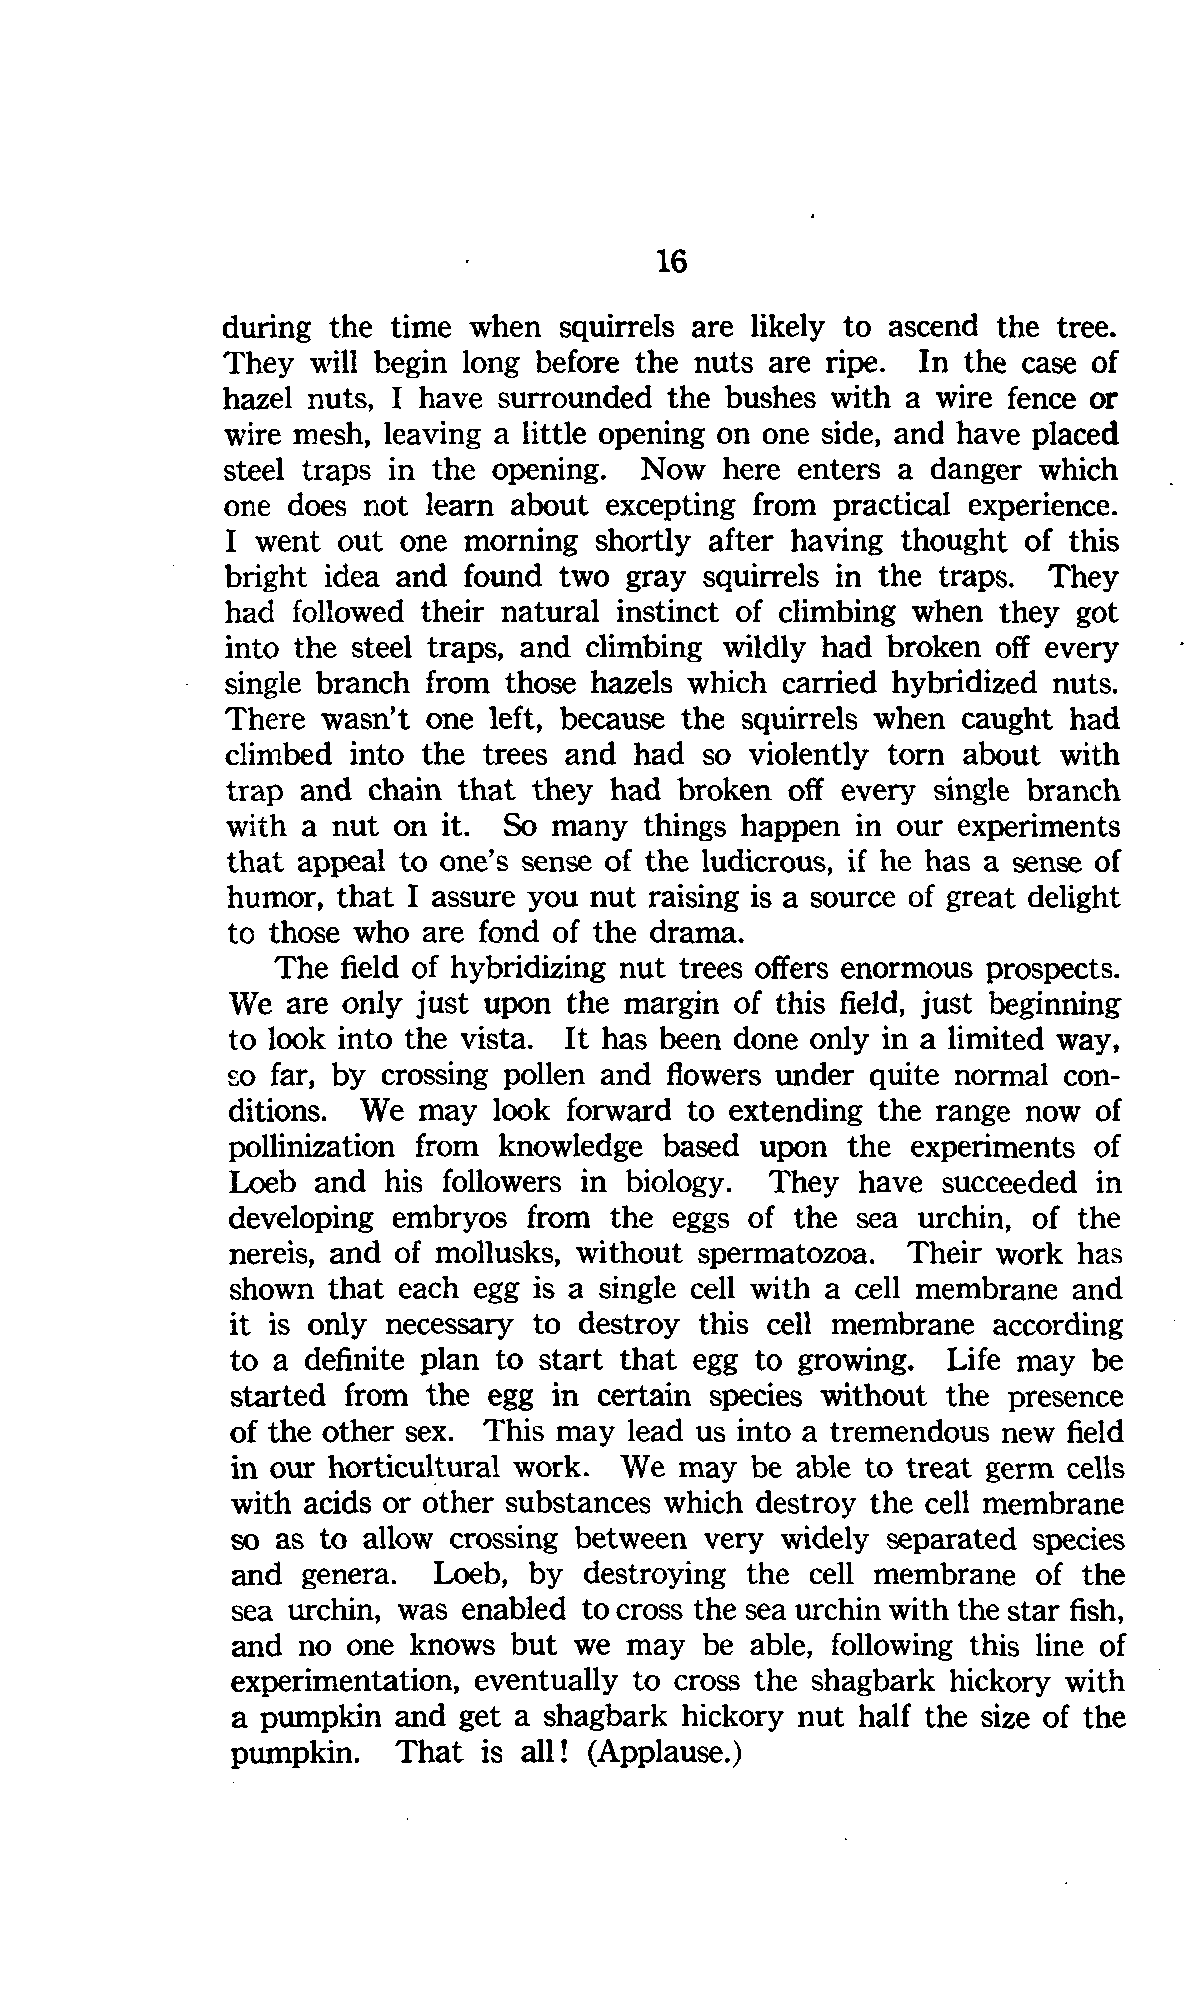 16
during the time when squirrels are likely to ascend the tree.
They will begin long before the nuts are ripe. In the case of
hazel nuts, I have surrounded the bushes with a wire fence or
wire mesh, leaving a little opening on one side, and have placed
steel traps in the opening. Now here enters a danger which
one does not learn about excepting from practical experience.
I went out one morning shortly after having thought of this
bright idea and found two gray squirrels in the traps. They
had followed their natural instinct of climbing when they got
into the steel traps, and climbing wildly had broken off every
single branch from those hazels which carried hybridized nuts.
There wasn't one left, because the squirrels when caught had
climbed into the trees and had so violently torn about with
trap and chain that they had broken off every single branch
with a nut on it. So many things happen in our experiments
that appeal to one's sense of the ludicrous, if he has a sense of
humor, that I assure you nut raising is a source of great delight
to those who are fond of the drama.
The field of hybridizing nut trees offers enormous prospects.
We are only just upon the margin of this field, just beginning
to look into the vista. It has been done only in a limited way,
so far, by crossing pollen and flowers under quite normal con-
ditions. We may look forward to extending the range now of
pollinization from knowledge based upon the experiments of
Loeb and his followers in biology. They have succeeded in
developing embryos from the eggs of the sea urchin, of the
nereis, and of mollusks, without spermatozoa. Their work has
shown that each egg is a single cell with a cell membrane and
it is only necessary to destroy this cell membrane according
to a definite plan to start that egg to growing. Life may be
started from the egg in certain species without the presence
of the other sex. This may lead us into a tremendous new field
in our horticultural work. We may be able to treat germ cells
with acids or other substances which destroy the cell membrane
so as to allow crossing between very widely separated species
and genera. Loeb, by destroying the cell membrane of the
sea urchin, was enabled to cross the sea urchin with the star fish,
and no one knows but we may be able, following this line of
experimentation, eventually to cross the shagbark hickory with
a pumpkin and get a shagbark hickory nut half the size of the
pumpkin. That is all! (Applause.)